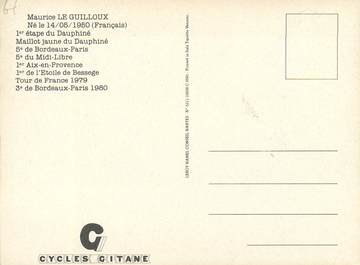 Maurice LE GUILLOUX
Né le 14/05/1950 (Français)
1er étape du Dauphiné
Maillot jaune du Dauphiné
5e de Bordeaux-Paris
5e du Midi-Libre
1er Aix-en-Provence
1er de l'Etoile de Bessege
Tour de France 1979
3e de Bordeaux-Paris 1980
CYCLES GITANE